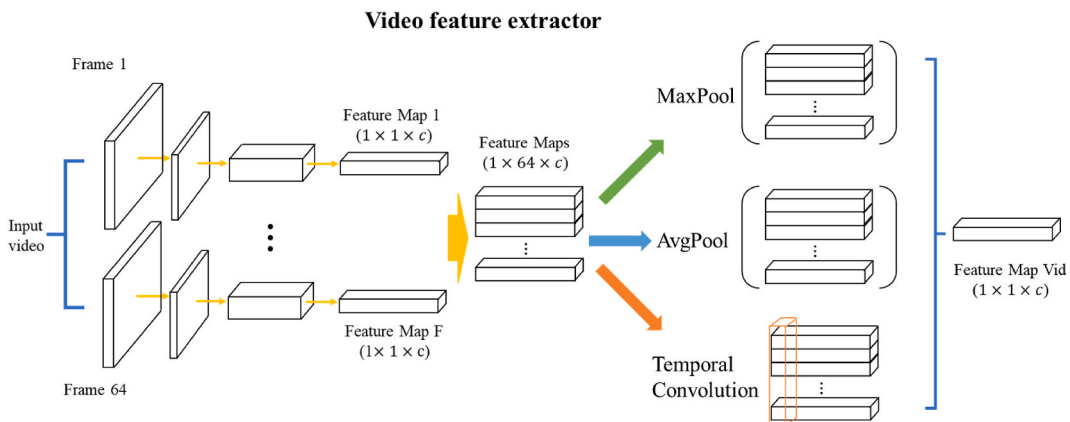 Video feature extractor
Frame 1
Feature Map 1
(1 × 1 × c)
Feature Maps
(1 × 64 × c)
MaxPool
...
Input
video
⋮
...
AvgPool
...
Feature Map Vid
(1 × 1 × c)
Feature Map F
(1× 1 × c)
Frame 64
Temporal
Convolution
...